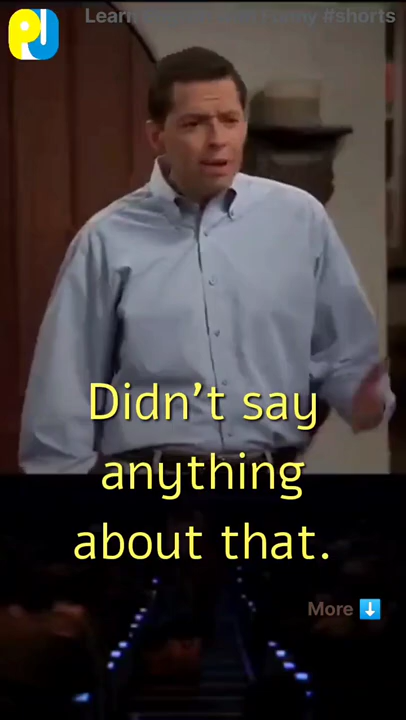 Learn
Funny #shorts
Didn't say
anything
about that.
More ⬇️